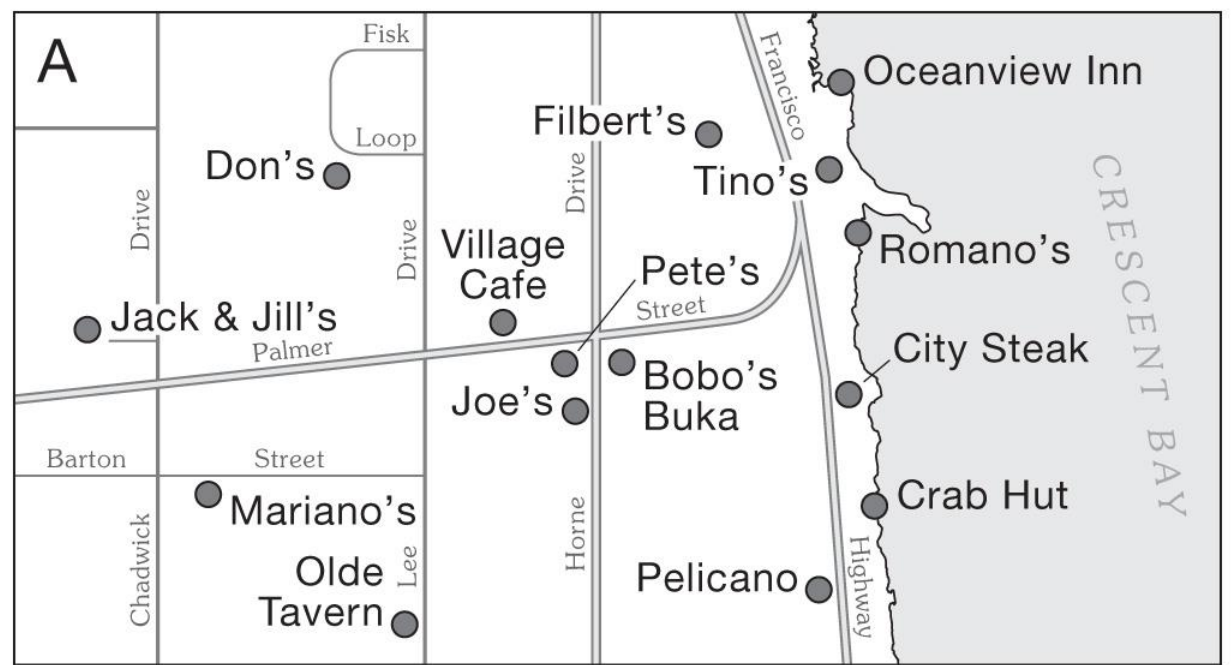 A
Fisk
Loop
Francisco
Oceanview Inn
Filbert's
Don's
Tino's
Drive
Drive
Drive
Village
Cafe
Pete's
Romano's
Street
Jack & Jill's
Palmer
City Steak
Bobo's
Buka
Joe's
CRESCENT BAY
Barton
Street
Mariano's
Crab Hut
Chadwick
Horne
Lee
Olde
Tavern
Pelicano
Highway